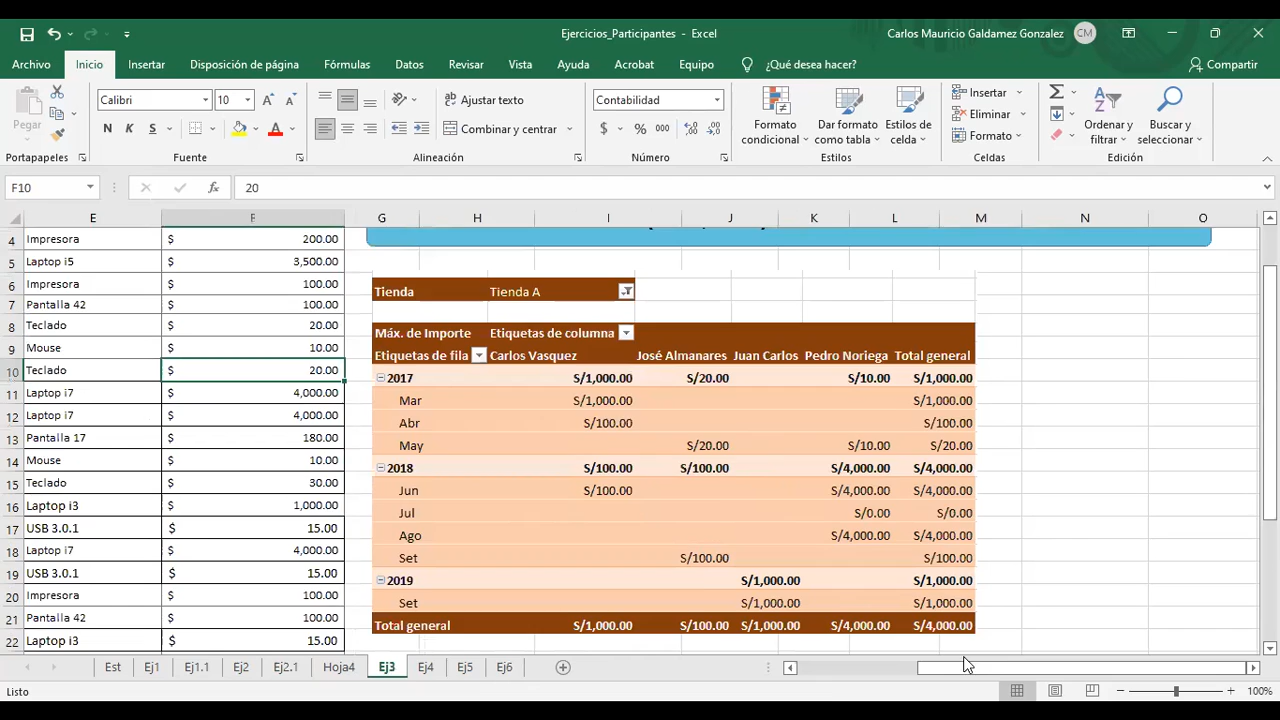 Ejercicios_Participantes - Excel
Carlos Mauricio Galdamez Gonzalez CM
Archivo Inicio Insertar Disposición de página Fórmulas Datos Revisar Vista Ayuda Acrobat Equipo ¿Qué desea hacer? Compartir
Pegar
Calibri 10
N K S
Ajustar texto
Combinar y centrar
Contabilidad
$ % 000
Formato condicional
Dar formato como tabla
Estilos de celda
Insertar
Eliminar
Formato
Ordenar y filtrar
Buscar y seleccionar
Portapapeles Fuente Alineación Número Estilos Celdas Edición
F10 fx 20
E F G H I J K L M N O
4 Impresora $ 200.00
5 Laptop i5 $ 3,500.00
6 Impresora $ 100.00
7 Pantalla 42 $ 100.00
8 Teclado $ 20.00
9 Mouse $ 10.00
10 Teclado $ 20.00
11 Laptop i7 $ 4,000.00
12 Laptop i7 $ 4,000.00
13 Pantalla 17 $ 180.00
14 Mouse $ 10.00
15 Teclado $ 30.00
16 Laptop i3 $ 1,000.00
17 USB 3.0.1 $ 15.00
18 Laptop i7 $ 4,000.00
19 USB 3.0.1 $ 15.00
20 Impresora $ 100.00
21 Pantalla 42 $ 100.00
22 Laptop i3 $ 15.00
Tienda Tienda A
Máx. de Importe Etiquetas de columna
Etiquetas de fila Carlos Vasquez José Almanares Juan Carlos Pedro Noriega Total general
2017 S/1,000.00 S/20.00 S/10.00 S/1,000.00
Mar S/1,000.00 S/1,000.00
Abr S/100.00 S/100.00
May S/20.00 S/10.00 S/20.00
2018 S/100.00 S/100.00 S/4,000.00 S/4,000.00
Jun S/100.00 S/4,000.00 S/4,000.00
Jul S/0.00 S/0.00
Ago S/4,000.00 S/4,000.00
Set S/100.00 S/100.00
2019 S/1,000.00 S/1,000.00
Set S/1,000.00 S/1,000.00
Total general S/1,000.00 S/100.00 S/1,000.00 S/4,000.00 S/4,000.00
Est Ej1 Ej1.1 Ej2 Ej2.1 Hoja4 Ej3 Ej4 Ej5 Ej6
Listo 100%